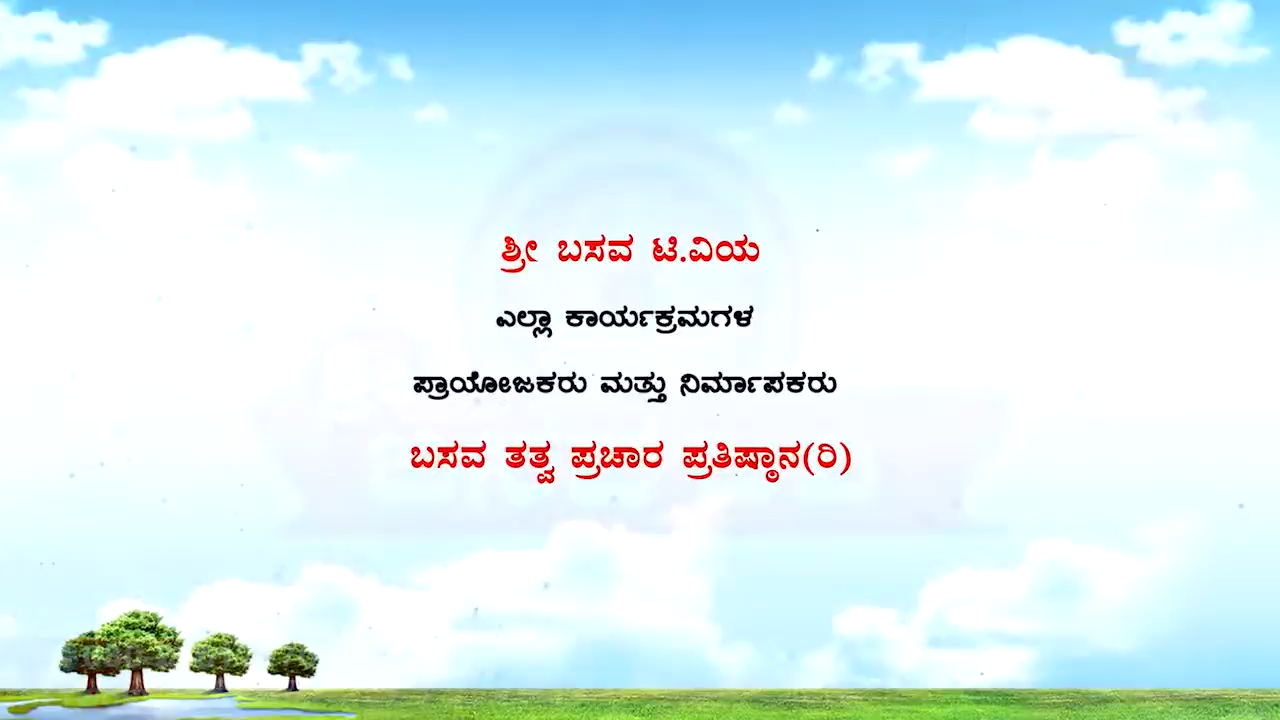 ಶ್ರೀ ಬಸವ ಟಿ.ವಿಯ
ಎಲ್ಲಾ ಕಾರ್ಯಕ್ರಮಗಳ
ಪ್ರಾಯೋಜಕರು ಮತ್ತು ನಿರ್ಮಾಪಕರು
ಬಸವ ತತ್ವ ಪ್ರಚಾರ ಪ್ರತಿಷ್ಠಾನ(ರಿ)